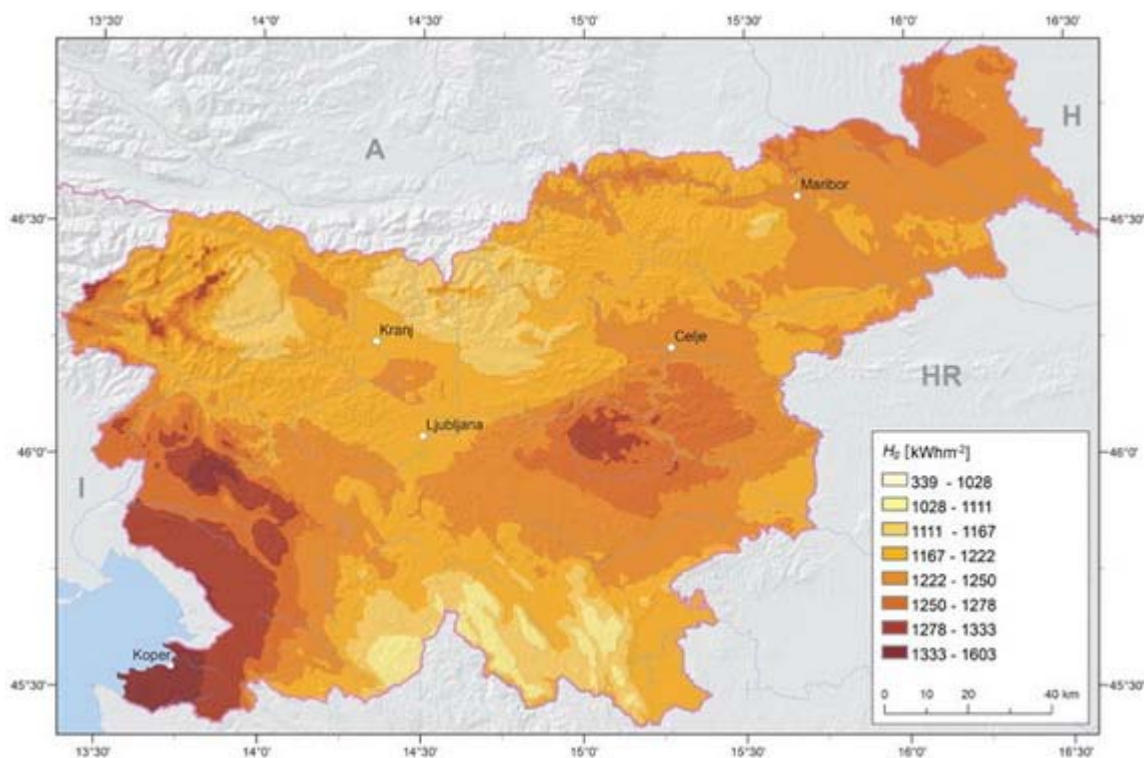 13°30' 14°0' 14°30' 15°0' 15°30' 16°0' 16°30'
H
A
Maribor
46°30' 46°30'
Kranj
Celje
HR
Ljubljana
46°0' 46°0'
I
Hg [kWhm-2]
339 - 1028
1028 - 1111
1111 - 1167
1167 - 1222
1222 - 1250
1250 - 1278
1278 - 1333
1333 - 1603
Koper
45°30' 45°30'
0 10 20 40 km
13°30' 14°0' 14°30' 15°0' 15°30' 16°0' 16°30'